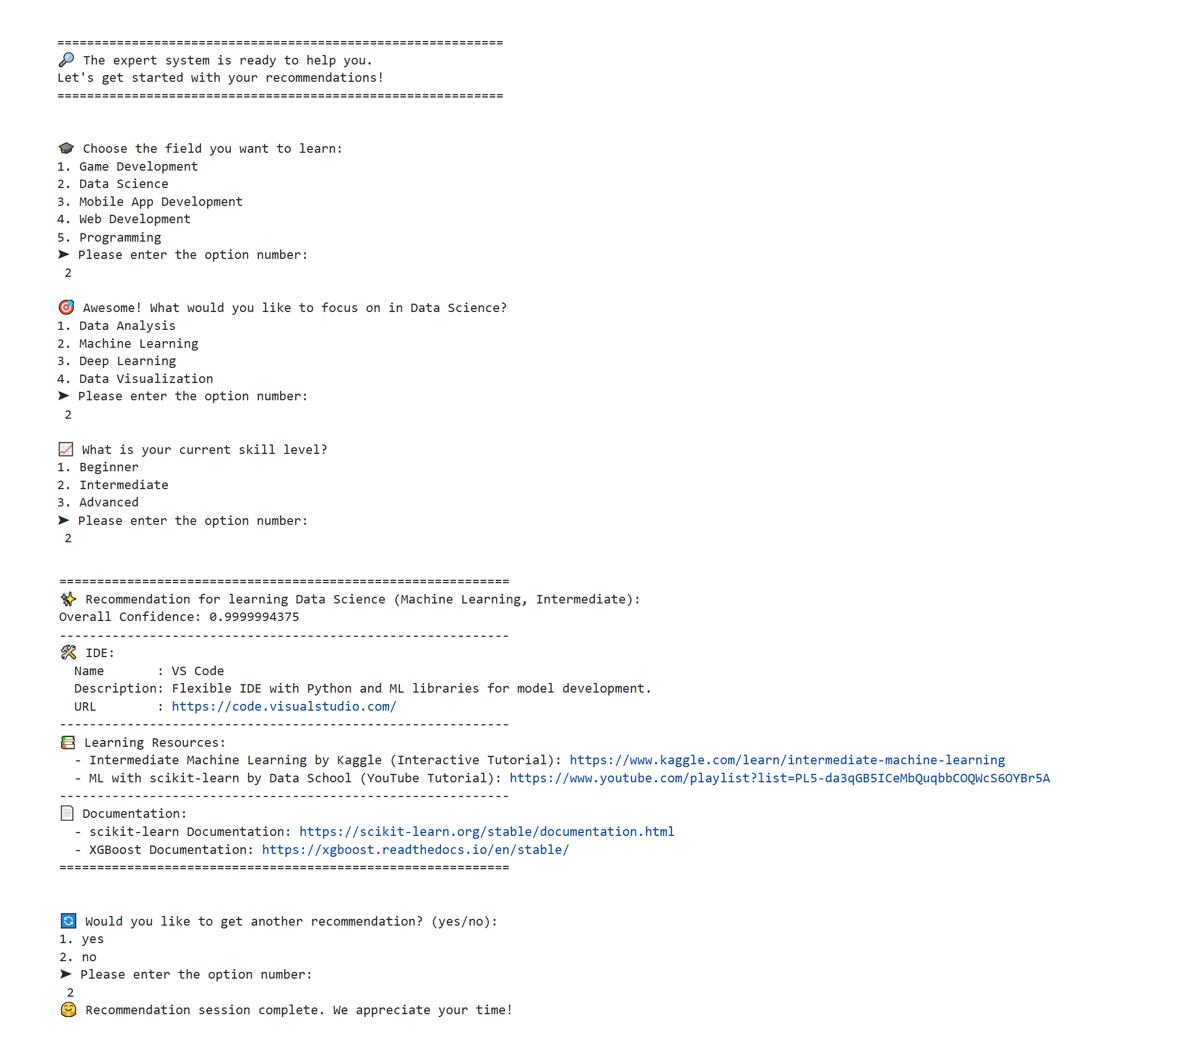 ============================================================
🔎 The expert system is ready to help you.
Let's get started with your recommendations!
============================================================
🎓 Choose the field you want to learn:
1. Game Development
2. Data Science
3. Mobile App Development
4. Web Development
5. Programming
➤ Please enter the option number:
2
🎯 Awesome! What would you like to focus on in Data Science?
1. Data Analysis
2. Machine Learning
3. Deep Learning
4. Data Visualization
➤ Please enter the option number:
2
📈 What is your current skill level?
1. Beginner
2. Intermediate
3. Advanced
➤ Please enter the option number:
2
============================================================
✨ Recommendation for learning Data Science (Machine Learning, Intermediate):
Overall Confidence: 0.9999994375
------------------------------------------------------------
🛠 IDE:
Name       : VS Code
Description: Flexible IDE with Python and ML libraries for model development.
URL        : https://code.visualstudio.com/
------------------------------------------------------------
📚 Learning Resources:
- Intermediate Machine Learning by Kaggle (Interactive Tutorial): https://www.kaggle.com/learn/intermediate-machine-learning
- ML with scikit-learn by Data School (YouTube Tutorial): https://www.youtube.com/playlist?list=PL5-da3qGB5ICeMbQuqbbCOQWcS6OYBr5A
------------------------------------------------------------
📄 Documentation:
- scikit-learn Documentation: https://scikit-learn.org/stable/documentation.html
- XGBoost Documentation: https://xgboost.readthedocs.io/en/stable/
============================================================
🔄 Would you like to get another recommendation? (yes/no):
1. yes
2. no
➤ Please enter the option number:
2
🤗 Recommendation session complete. We appreciate your time!